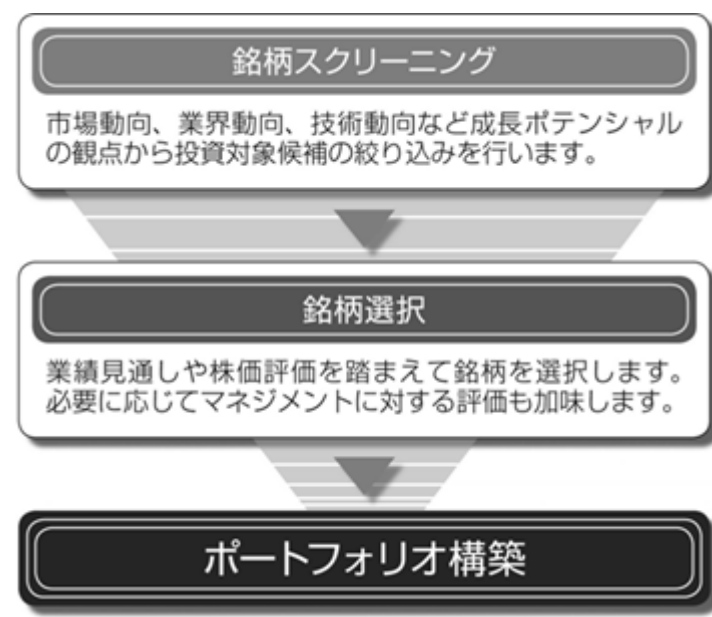 銘柄スクリーニング
市場動向、業界動向、技術動向など成長ポテンシャル
の観点から投資対象候補の絞り込みを行います。
銘柄選択
業績見通しや株価評価を踏まえて銘柄を選択します。
必要に応じてマネジメントに対する評価も加味します。
ポートフォリオ構築